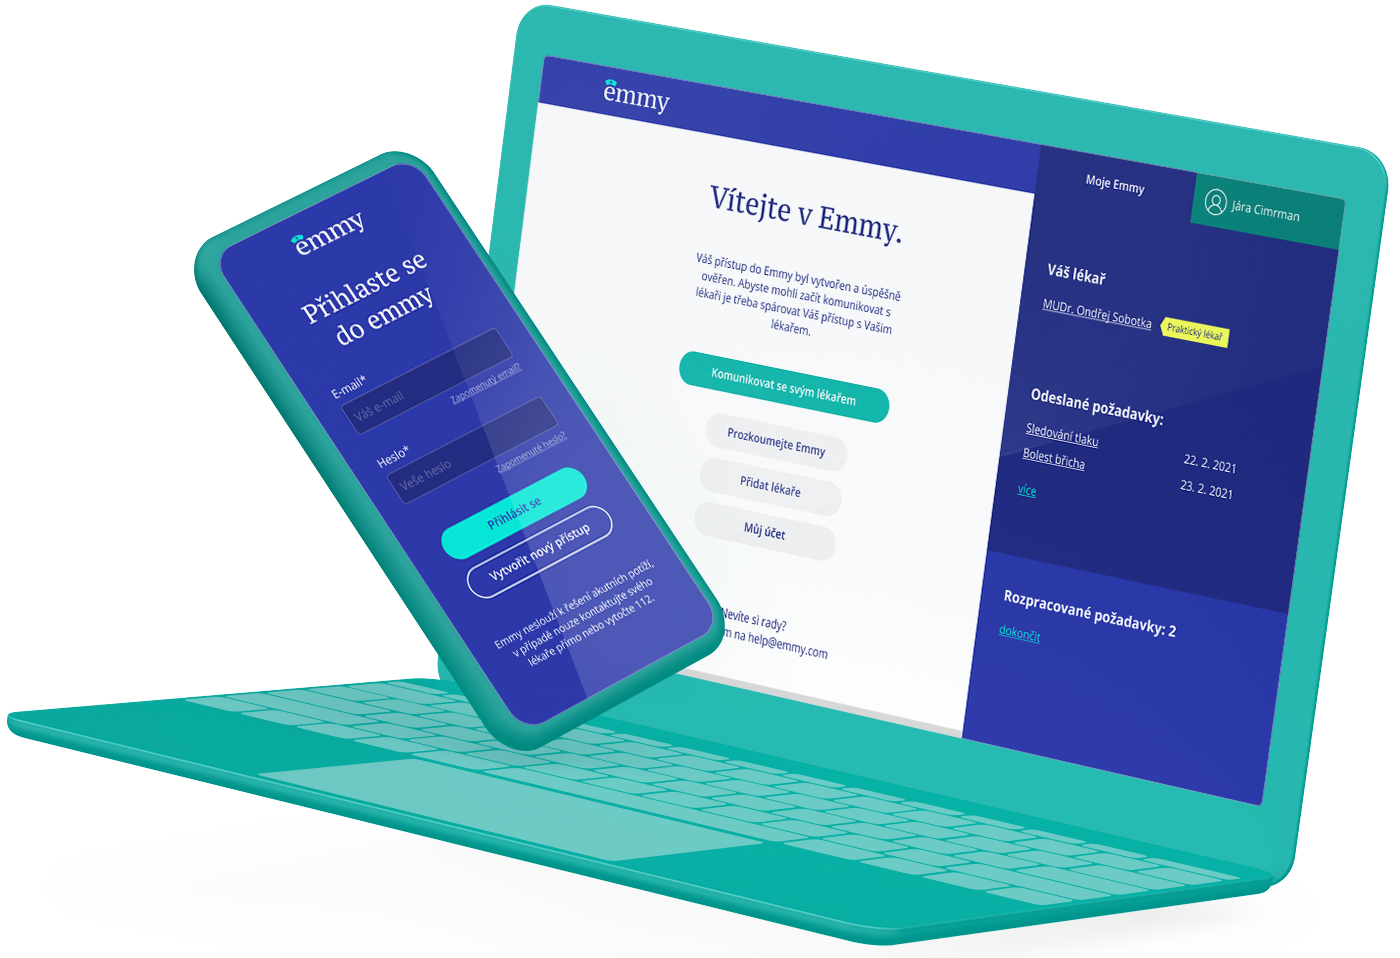 emmy
Přihlaste se
do emmy
E-mail*
Váš e-mail
Zapomenutý email?
Heslo*
Veše heslo
Zapomenuté heslo?
Přihlásit se
Vytvořit nový přístup
Emmy neslouží k řešení akutních potíží,
v případě nouze kontaktujte svého
lékaře přímo nebo vytočte 112.
emmy
Vítejte v Emmy.
Váš přístup do Emmy byl vytvořen a úspěšně
ověřen. Abyste mohli začít komunikovat s
lékaři je třeba spárovat Váš přístup s Vašim
lékařem.
Komunikovat se svým lékařem
Prozkoumejte Emmy
Přidat lékaře
Můj účet
Nevíte si rady?
na help@emmy.com
Moje Emmy
Jára Cimrman
Váš lékař
MUDr. Ondřej Sobotka
Praktický lékař
Odeslané požadavky:
Sledování tlaku 22. 2. 2021
Bolest břicha 23. 2. 2021
více
Rozpracované požadavky: 2
dokončit